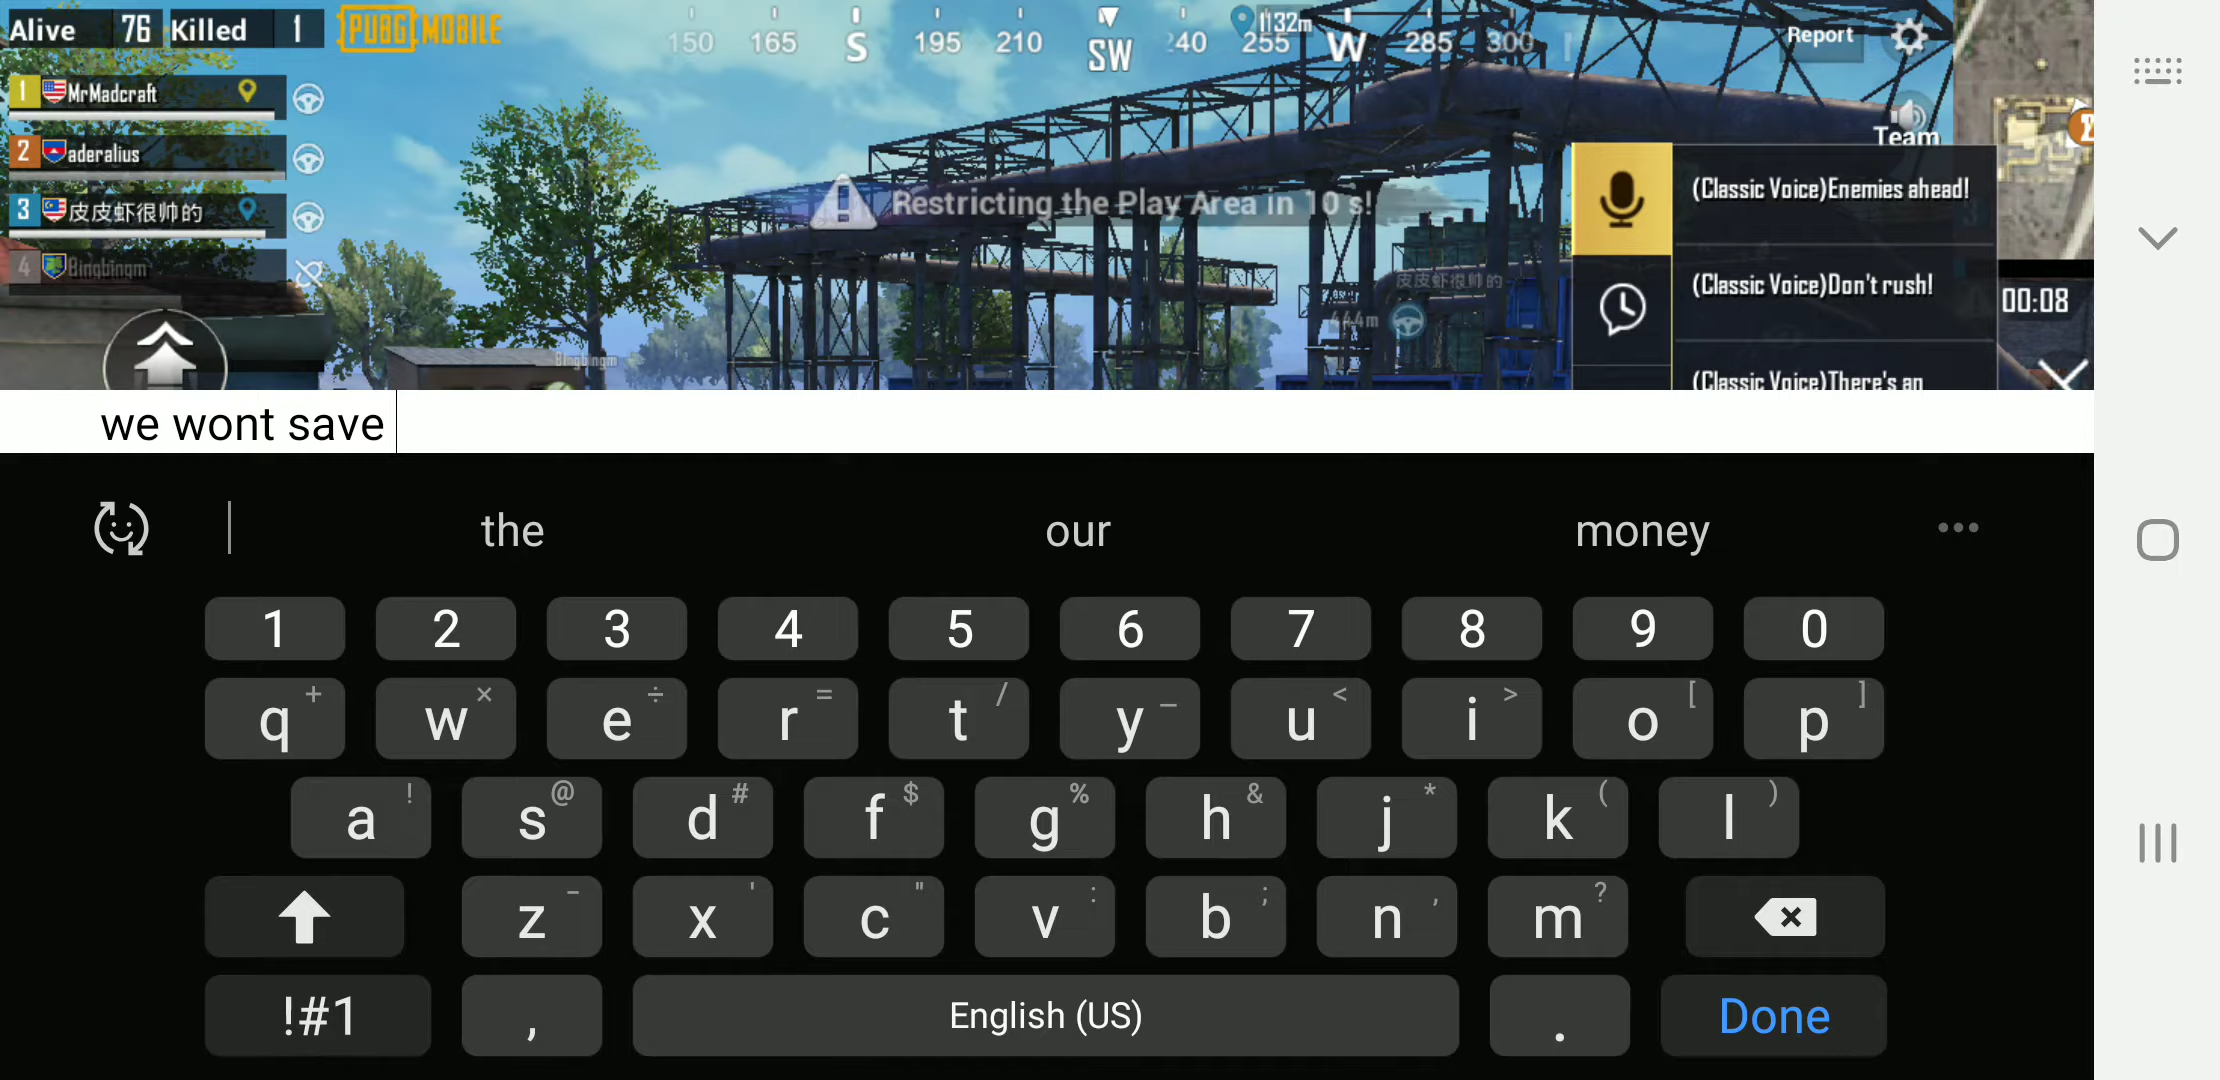 Alive 76 Killed 1 PUBG MOBILE
150 165 S 195 210 SW 240 255 W 285 300
1132m
Report
1 MrMadcraft
2 aderalius
3 皮皮虾很帅的
4 Bingbingm
Team
2
Restricting the Play Area in 10 s!
(Classic Voice)Enemies ahead!
(Classic Voice)Don't rush!
(Classic Voice)There's an
皮皮虾很帅的
444m
00:08
Bingbingm
we wont save
the our money
1 2 3 4 5 6 7 8 9 0
q + w × e ÷ r = t / y _ u < i > o [ p ]
a ! s @ d # f $ g % h & j * k ( l )
z - x ' c " v : b ; n , m ?
!#1 , English (US) . Done